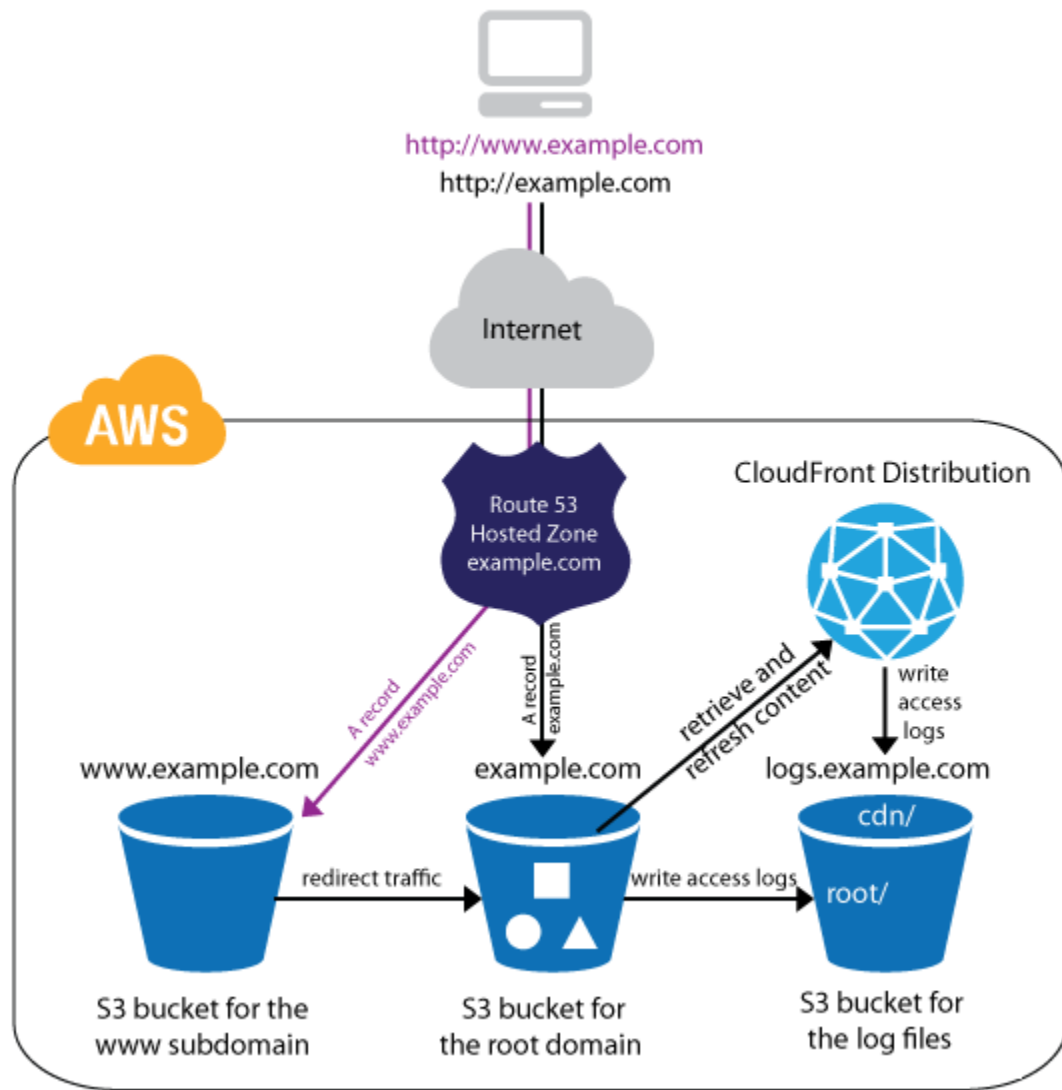 http://www.example.com
http://example.com
Internet
AWS
Route 53
Hosted Zone
example.com
CloudFront Distribution
A record
www.example.com
A record
example.com
retrieve and
refresh content
write
access
logs
www.example.com
example.com
logs.example.com
cdn/
redirect traffic
write access logs
root/
S3 bucket for the
www subdomain
S3 bucket for
the root domain
S3 bucket for
the log files